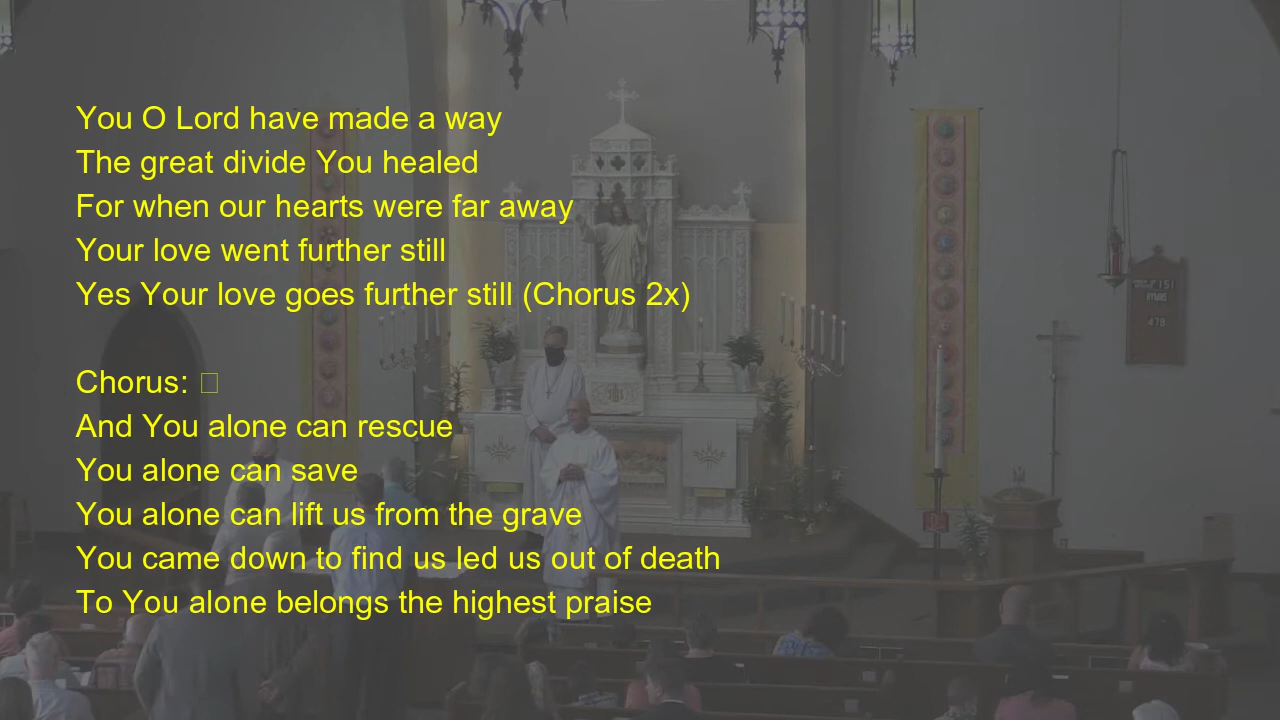 You O Lord have made a way
The great divide You healed
For when our hearts were far away
Your love went further still
Yes Your love goes further still (Chorus 2x)
Chorus:
And You alone can rescue
You alone can save
You alone can lift us from the grave
You came down to find us led us out of death
To You alone belongs the highest praise
151
HYMNS
478